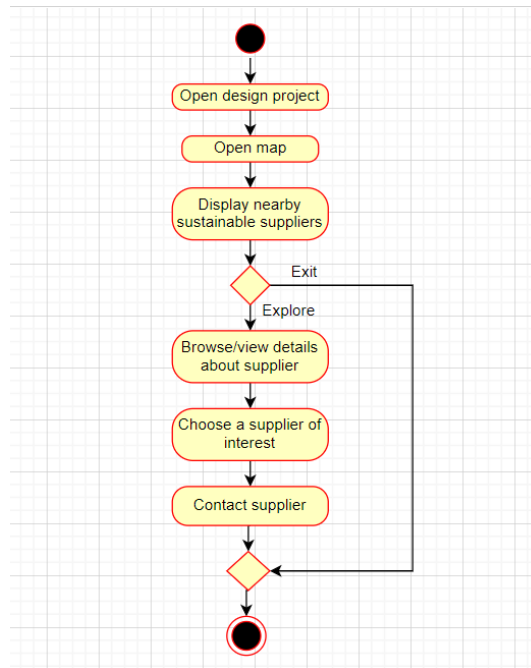 Open design project
Open map
Display nearby
sustainable suppliers
Exit
Explore
Browse/view details
about supplier
Choose a supplier of
interest
Contact supplier